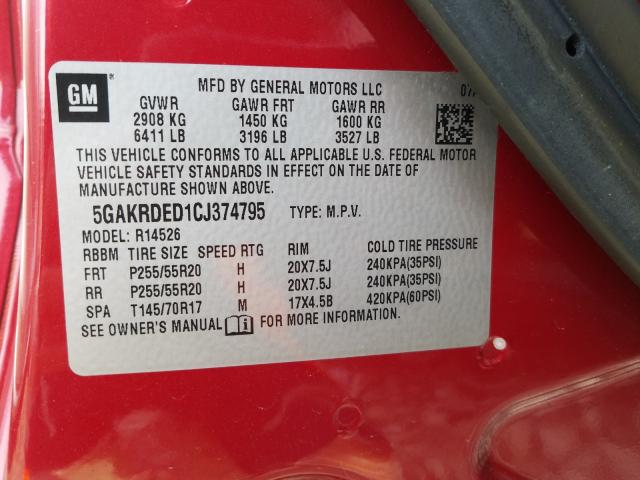 GM
MFD BY GENERAL MOTORS LLC 07/
GVWR GAWR FRT GAWR RR
2908 KG 1450 KG 1600 KG
6411 LB 3196 LB 3527 LB
THIS VEHICLE CONFORMS TO ALL APPLICABLE U.S. FEDERAL MOTOR
VEHICLE SAFETY STANDARDS IN EFFECT ON THE DATE OF
MANUFACTURE SHOWN ABOVE.
5GAKRDED1CJ374795 TYPE: M.P.V.
MODEL: R14526
RBBM TIRE SIZE SPEED RTG RIM COLD TIRE PRESSURE
FRT P255/55R20 H 20X7.5J 240KPA(35PSI)
RR P255/55R20 H 20X7.5J 240KPA(35PSI)
SPA T145/70R17 M 17X4.5B 420KPA(60PSI)
SEE OWNER'S MANUAL i FOR MORE INFORMATION.